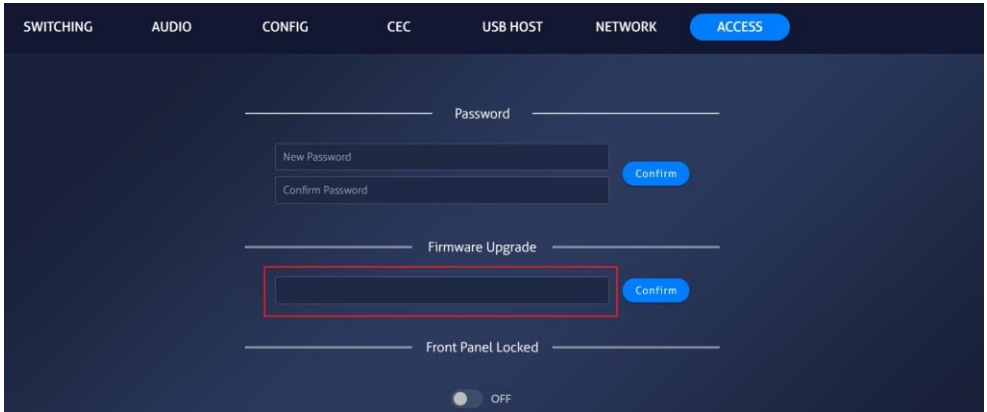 SWITCHING AUDIO CONFIG CEC USB HOST NETWORK ACCESS
Password
New Password
Confirm
Confirm Password
Firmware Upgrade
Confirm
Front Panel Locked
OFF